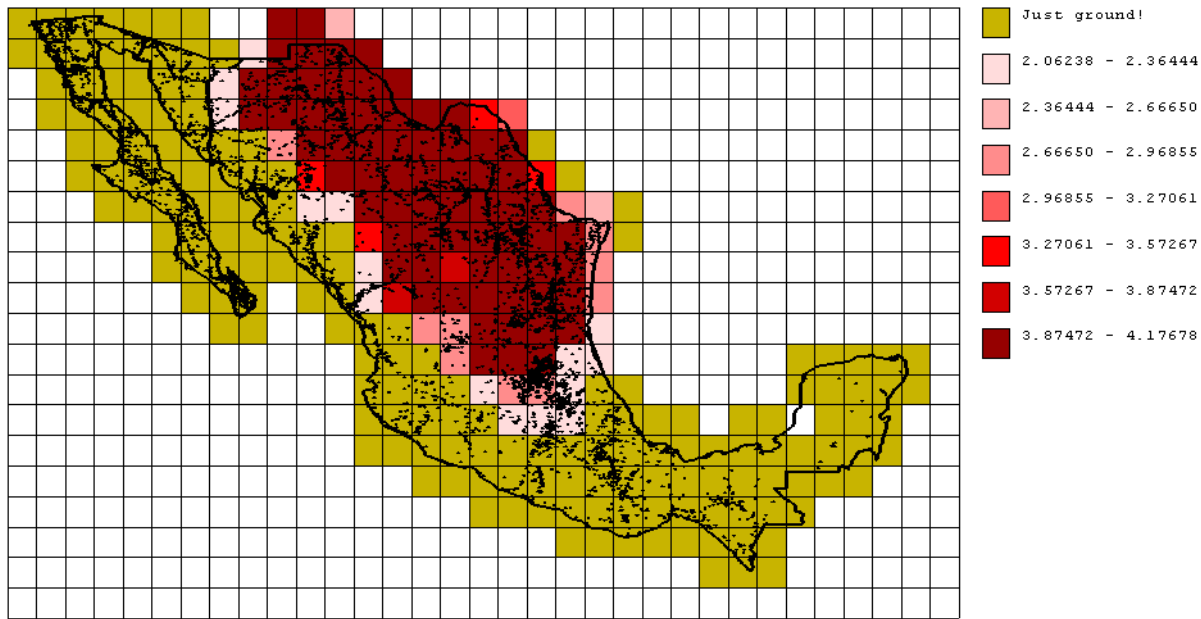 Just ground!
2.06238 - 2.36444
2.36444 - 2.66650
2.66650 - 2.96855
2.96855 - 3.27061
3.27061 - 3.57267
3.57267 - 3.87472
3.87472 - 4.17678